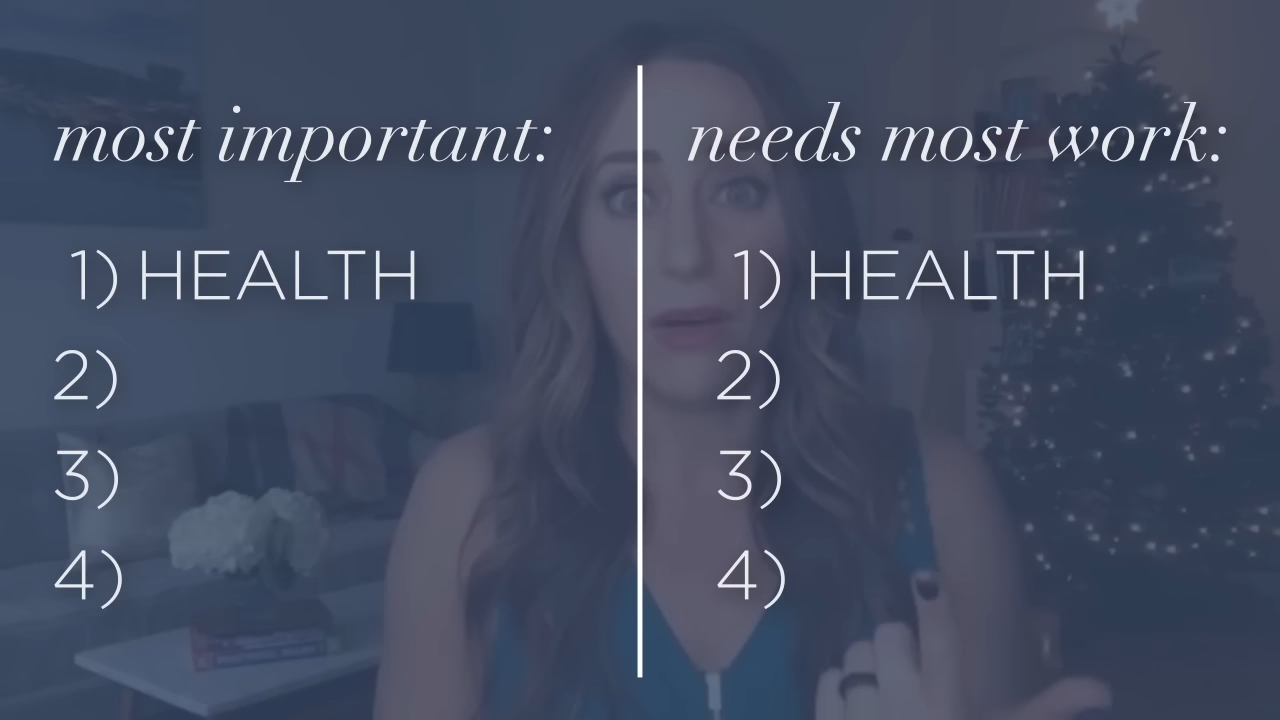 most important:
1) HEALTH
2)
3)
4)
needs most work:
1) HEALTH
2)
3)
4)